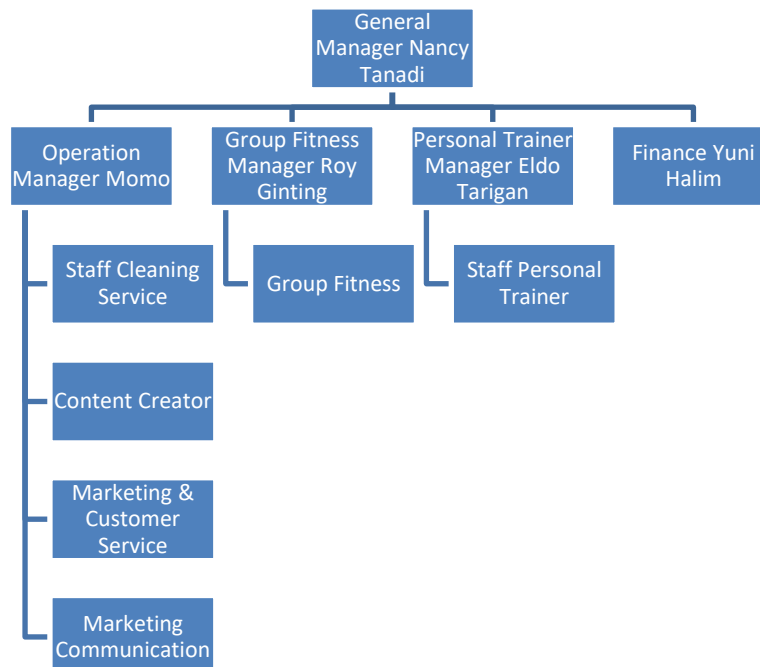 General
Manager Nancy
Tanadi
Operation
Manager Momo
Group Fitness
Manager Roy
Ginting
Personal Trainer
Manager Eldo
Tarigan
Finance Yuni
Halim
Staff Cleaning
Service
Group Fitness
Staff Personal
Trainer
Content Creator
Marketing &
Customer
Service
Marketing
Communication